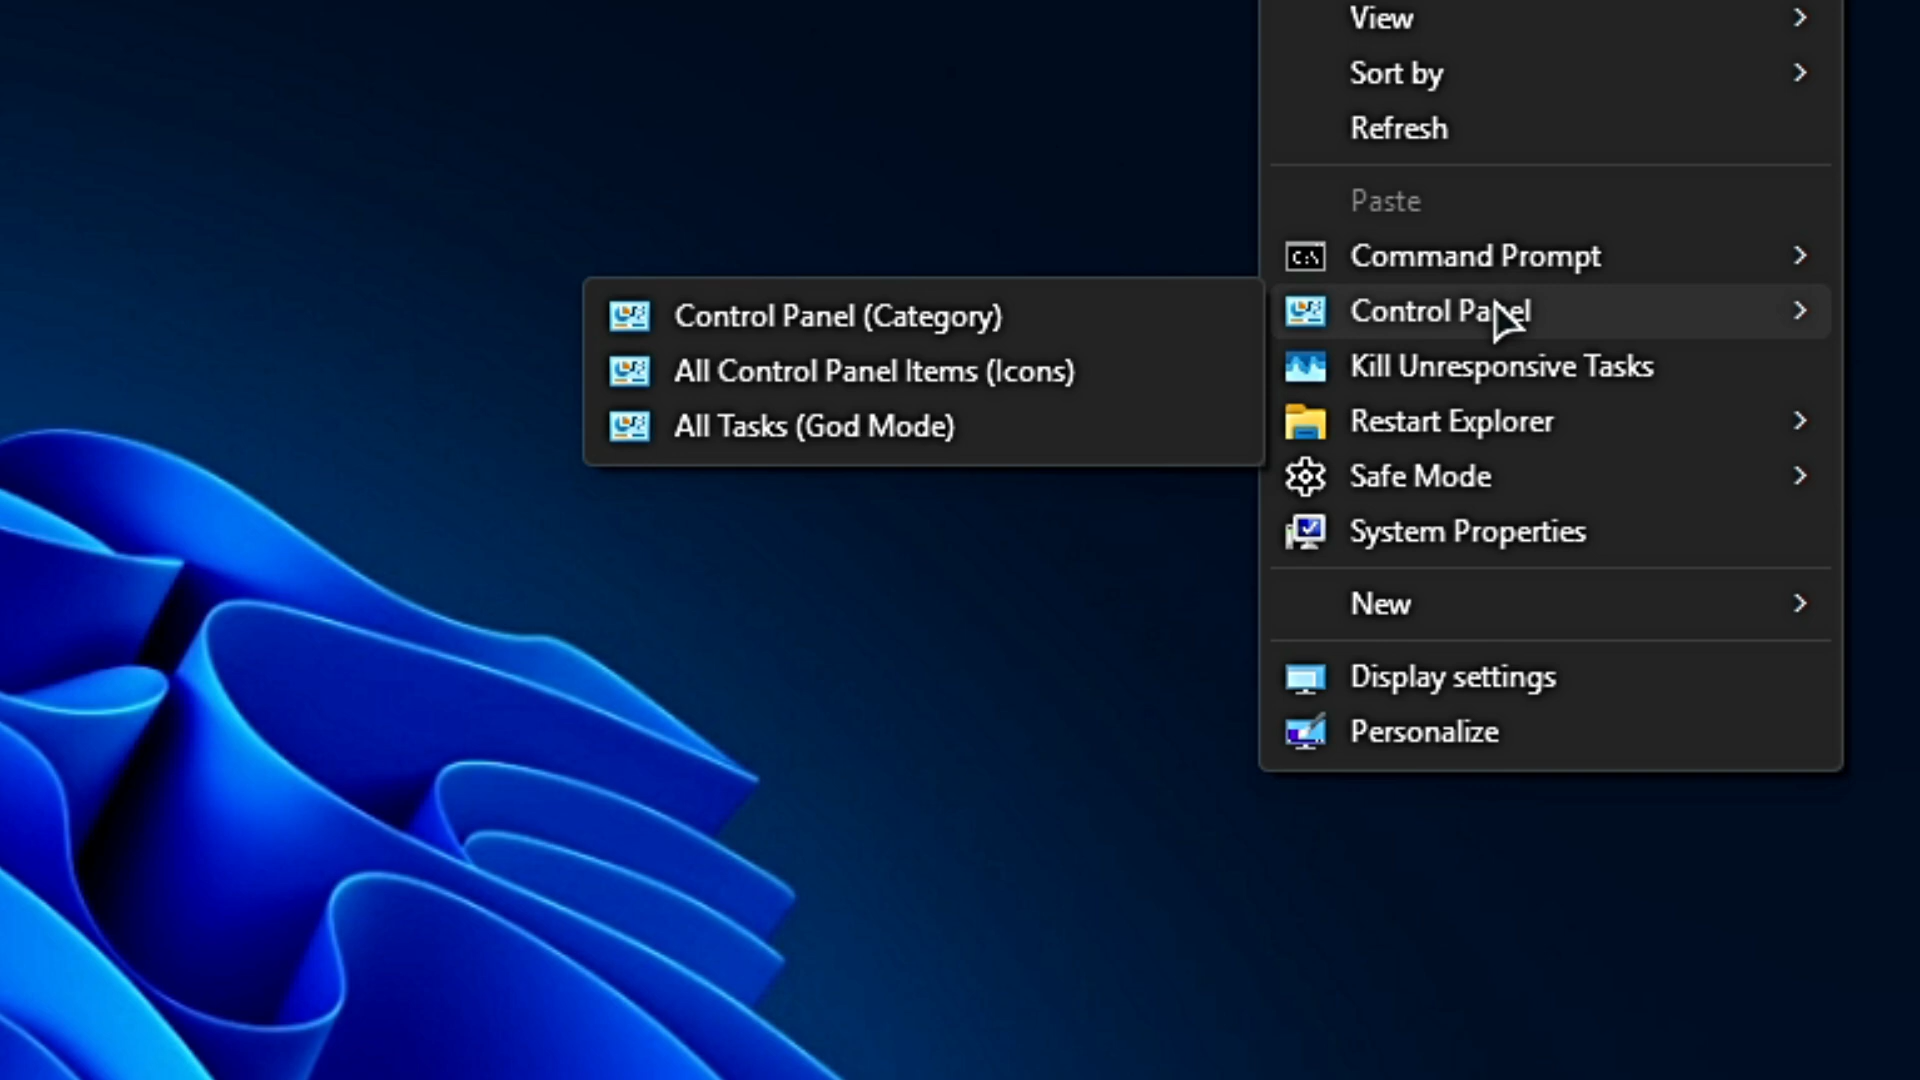 View
Sort by
Refresh
Paste
Command Prompt
Control Panel
Control Panel (Category)
All Control Panel Items (Icons)
All Tasks (God Mode)
Kill Unresponsive Tasks
Restart Explorer
Safe Mode
System Properties
New
Display settings
Personalize